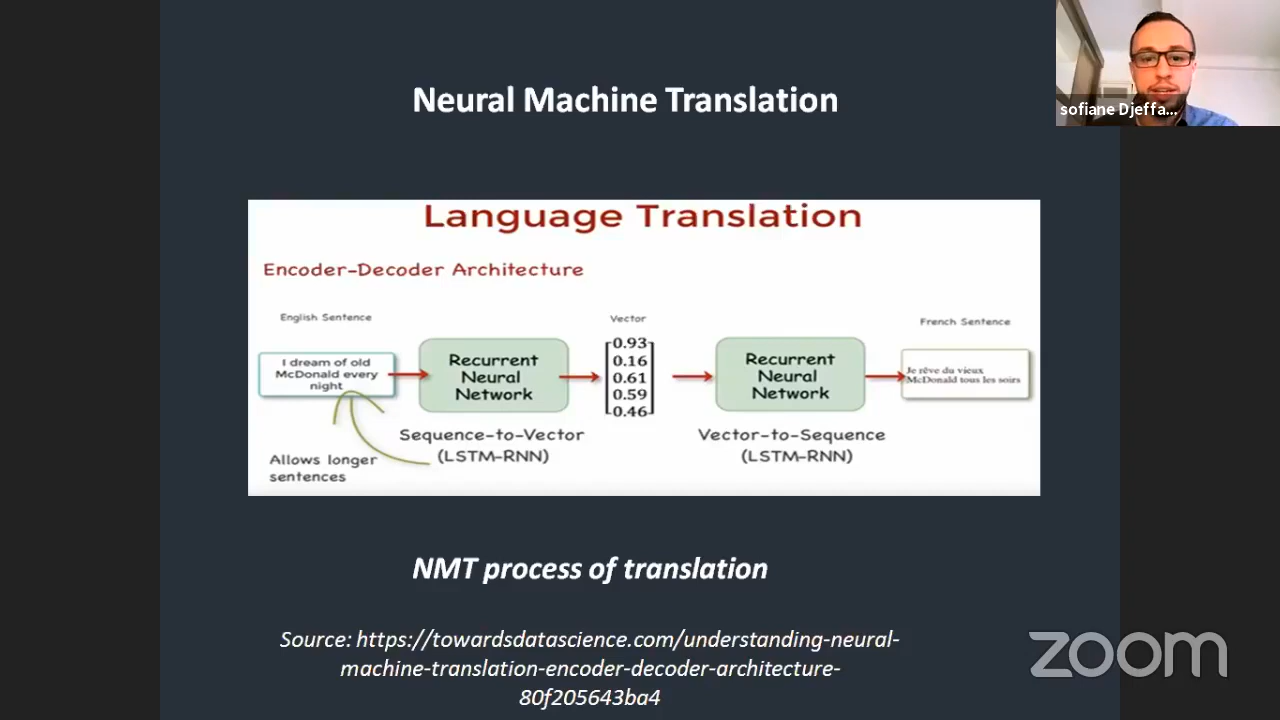 Neural Machine Translation
sofiane Djeffa...
Language Translation
Encoder-Decoder Architecture
English Sentence
Vector
French Sentence
I dream of old
McDonald every
night
Recurrent
Neural
Network
0.93
0.16
0.61
0.59
0.46
Recurrent
Neural
Network
Je rêve du vieux
McDonald tous les soirs
Sequence-to-Vector
(LSTM-RNN)
Vector-to-Sequence
(LSTM-RNN)
Allows longer
sentences
NMT process of translation
Source: https://towardsdatascience.com/understanding-neural-
machine-translation-encoder-decoder-architecture-
80f205643ba4
zoom